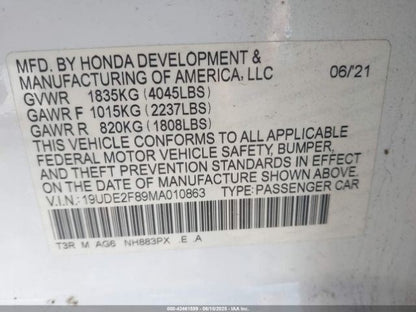 MFD. BY HONDA DEVELOPMENT &
MANUFACTURING OF AMERICA, LLC 06/'21
GVWR 1835KG (4045LBS)
GAWR F 1015KG (2237LBS)
GAWR R 820KG (1808LBS)
THIS VEHICLE CONFORMS TO ALL APPLICABLE
FEDERAL MOTOR VEHICLE SAFETY, BUMPER,
AND THEFT PREVENTION STANDARDS IN EFFECT
ON THE DATE OF MANUFACTURE SHOWN ABOVE.
V.I.N.: 19UDE2F89MA010863 TYPE: PASSENGER CAR
T3R M AG6 NH883PX .E .A